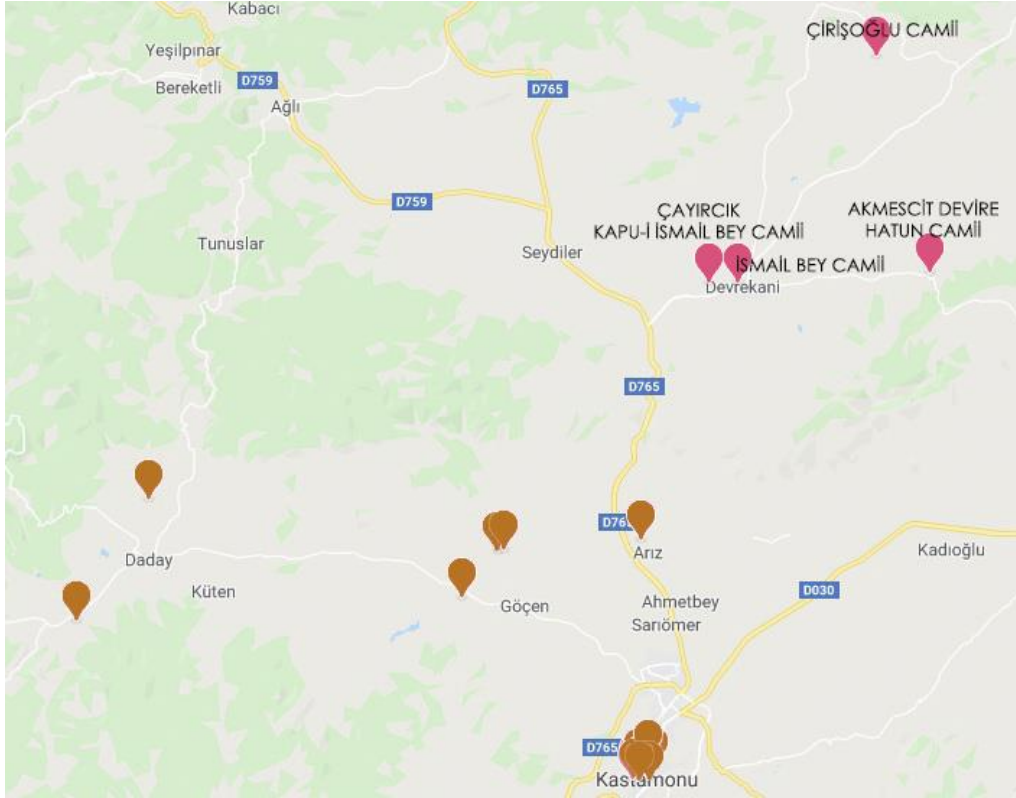 Kabacı
ÇİRİŞOĞLU CAMİİ
Yeşilpınar
D759
Bereketli
D765
Ağlı
D759
ÇAYIRCIK
KAPU-İ İSMAİL BEY CAMİİ
AKMESCİT DEVİRE
HATUN CAMİİ
Tunuslar
Seydiler
İSMAİL BEY CAMİİ
Devrekani
D765
Arız
Kadıoğlu
Daday
Küten
D030
Göçen
Ahmetbey
Sarıömer
D765
Kastamonu